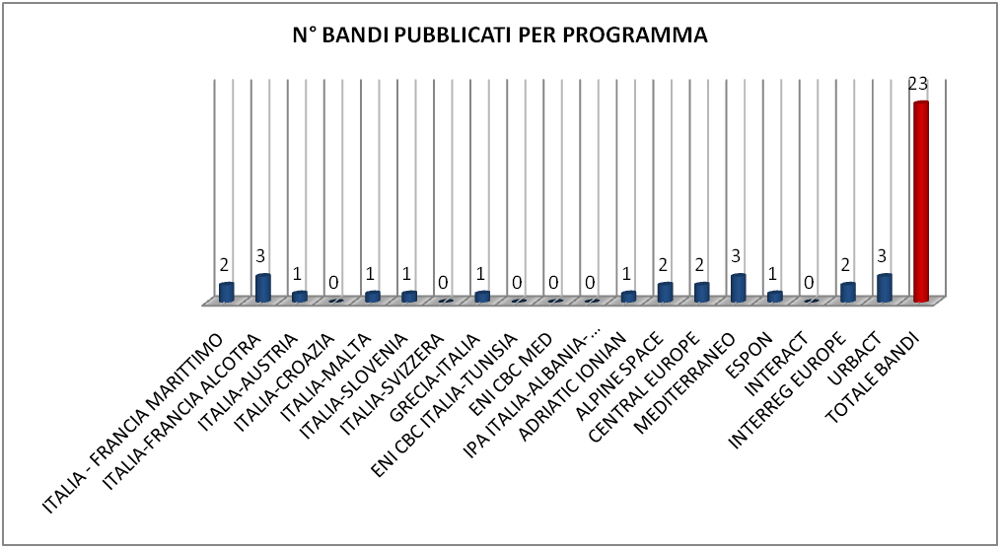 N° BANDI PUBBLICATI PER PROGRAMMA
23
2
3
1
0
1
1
0
1
0
0
0
1
2
2
3
1
0
2
3
ITALIA - FRANCIA MARITTIMO
ITALIA-FRANCIA ALCOTRA
ITALIA-AUSTRIA
ITALIA-CROAZIA
ITALIA-MALTA
ITALIA-SLOVENIA
ITALIA-SVIZZERA
GRECIA-ITALIA
ENI CBC ITALIA-TUNISIA
ENI CBC MED
IPA ITALIA-ALBANIA-...
ADRIATIC IONIAN
ALPINE SPACE
CENTRAL EUROPE
MEDITERRANEO
ESPON
INTERACT
INTERREG EUROPE
URBACT
TOTALE BANDI